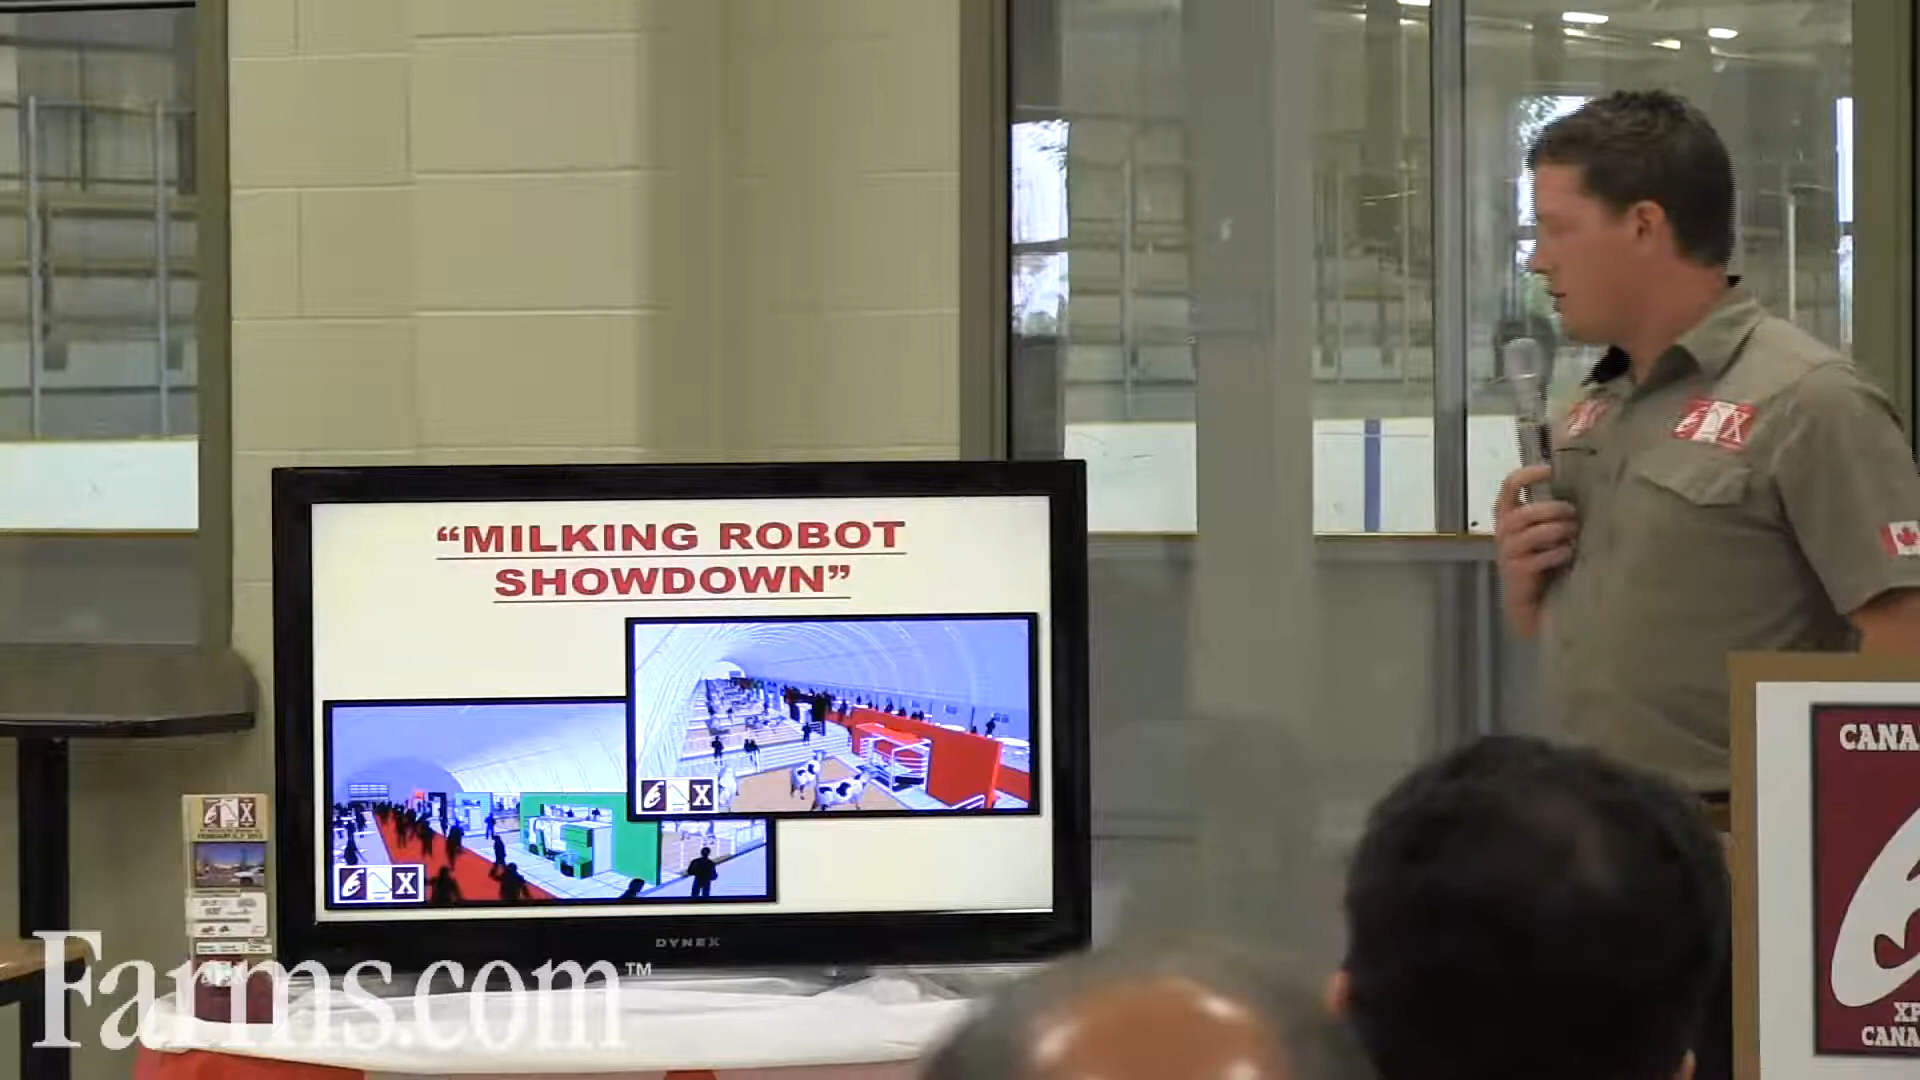 “MILKING ROBOT
SHOWDOWN”
X
X
X
DYNEX
Farms.com™
CANA
XP
CANA